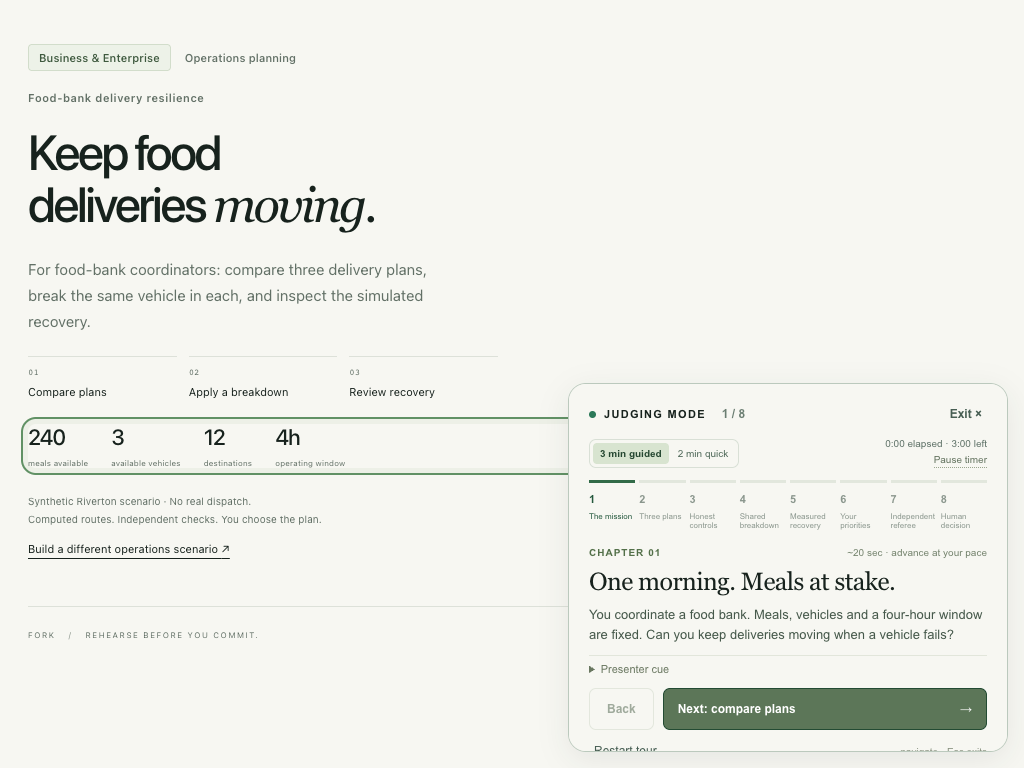 Business & Enterprise
Operations planning
Food-bank delivery resilience
Keep food
deliveries moving.
For food-bank coordinators: compare three delivery plans,
break the same vehicle in each, and inspect the simulated
recovery.
01
Compare plans
02
Apply a breakdown
03
Review recovery
240
meals available
3
available vehicles
12
destinations
4h
operating window
Synthetic Riverton scenario · No real dispatch.
Computed routes. Independent checks. You choose the plan.
Build a different operations scenario ↗
FORK / REHEARSE BEFORE YOU COMMIT.
JUDGING MODE 1 / 8
Exit ×
3 min guided
2 min quick
0:00 elapsed · 3:00 left
Pause timer
1
The mission
2
Three plans
3
Honest
controls
4
Shared
breakdown
5
Measured
recovery
6
Your
priorities
7
Independent
referee
8
Human
decision
CHAPTER 01
~20 sec · advance at your pace
One morning. Meals at stake.
You coordinate a food bank. Meals, vehicles and a four-hour window
are fixed. Can you keep deliveries moving when a vehicle fails?
Presenter cue
Back
Next: compare plans →
Restart tour